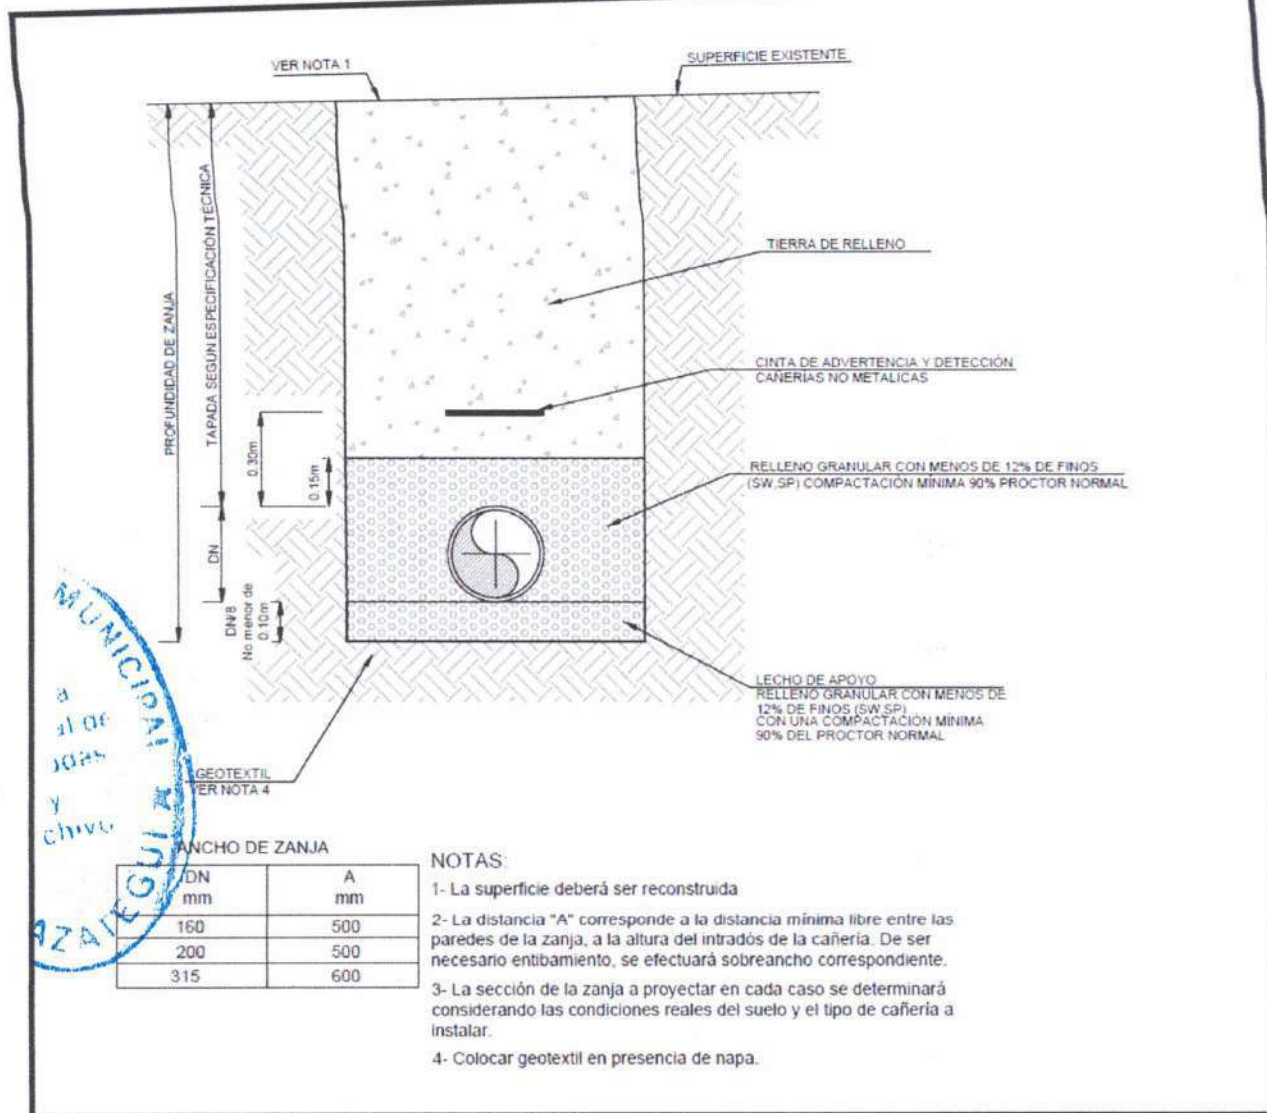 VER NOTA 1
SUPERFICIE EXISTENTE
PROFUNDIDAD DE ZANJA
TAPADA SEGÚN ESPECIFICACIÓN TÉCNICA
TIERRA DE RELLENO
CINTA DE ADVERTENCIA Y DETECCIÓN
CAÑERIAS NO METALICAS
0.30m
0.15m
RELLENO GRANULAR CON MENOS DE 12% DE FINOS
(SW,SP) COMPACTACIÓN MÍNIMA 90% PROCTOR NORMAL
DN
DN/8
No menor de
0.10m
LECHO DE APOYO
RELLENO GRANULAR CON MENOS DE
12% DE FINOS (SW,SP)
CON UNA COMPACTACIÓN MÍNIMA
90% DEL PROCTOR NORMAL
GEOTEXTIL
VER NOTA 4
MUNICIPAL
y
ANCHO DE ZANJA
DN
mm
A
mm
160
500
200
500
315
600
NOTAS:
1- La superficie deberá ser reconstruida
2- La distancia "A" corresponde a la distancia mínima libre entre las
paredes de la zanja, a la altura del intradós de la cañería. De ser
necesario entibamiento, se efectuará sobreancho correspondiente.
3- La sección de la zanja a proyectar en cada caso se determinará
considerando las condiciones reales del suelo y el tipo de cañería a
instalar.
4- Colocar geotextil en presencia de napa.